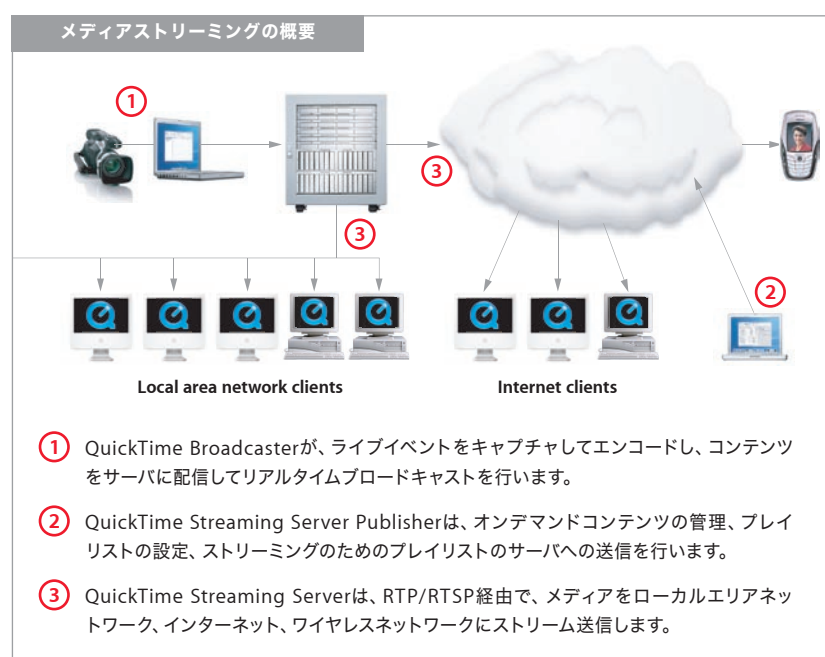 メディアストリーミングの概要
1
3
3
2
Local area network clients
Internet clients
1 QuickTime Broadcasterが、ライブイベントをキャプチャしてエンコードし、コンテンツ
をサーバに配信してリアルタイムブロードキャストを行います。
2 QuickTime Streaming Server Publisherは、オンデマンドコンテンツの管理、プレイ
リストの設定、ストリーミングのためのプレイリストのサーバへの送信を行います。
3 QuickTime Streaming Serverは、RTP/RTSP経由で、メディアをローカルエリアネッ
トワーク、インターネット、ワイヤレスネットワークにストリーム送信します。